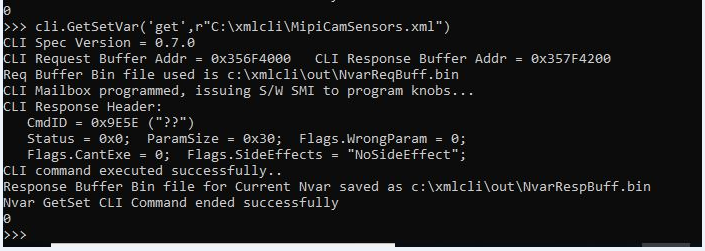 0
>>> cli.GetSetVar('get',r"C:\xmlcli\MipiCamSensors.xml")
CLI Spec Version = 0.7.0
CLI Request Buffer Addr = 0x356F4000   CLI Response Buffer Addr = 0x357F4200
Req Buffer Bin file used is c:\xmlcli\out\NvarReqBuff.bin
CLI Mailbox programmed, issuing S/W SMI to program knobs...
CLI Response Header:
   CmdID = 0x9E5E ("??")
   Status = 0x0;  ParamSize = 0x30;  Flags.WrongParam = 0;
   Flags.CantExe = 0;  Flags.SideEffects = "NoSideEffect";
CLI command executed successfully..
Response Buffer Bin file for Current Nvar saved as c:\xmlcli\out\NvarRespBuff.bin
Nvar GetSet CLI Command ended successfully
0
>>>